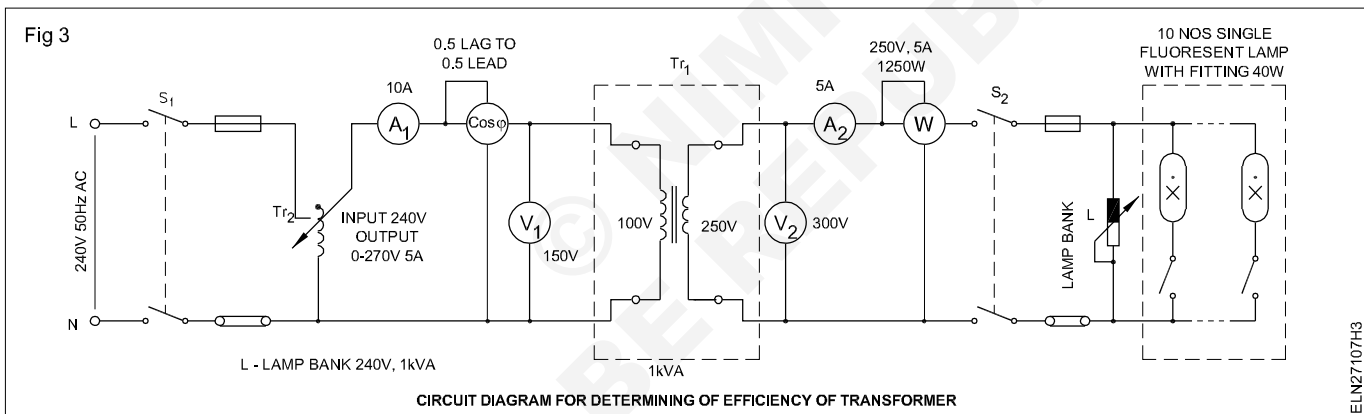 Fig 3
0.5 LAG TO
0.5 LEAD
10A
S1
L
A1
Cosφ
240V 50Hz AC
Tr2
INPUT 240V
OUTPUT
0-270V 5A
V1
150V
N
L - LAMP BANK 240V, 1kVA
Tr1
100V
250V
1kVA
5A
A2
250V, 5A
1250W
W
V2
300V
S2
LAMP BANK
L
10 NOS SINGLE
FLUORESENT LAMP
WITH FITTING 40W
CIRCUIT DIAGRAM FOR DETERMINING OF EFFICIENCY OF TRANSFORMER
ELN27107H3
© NIMI
BE REPUB